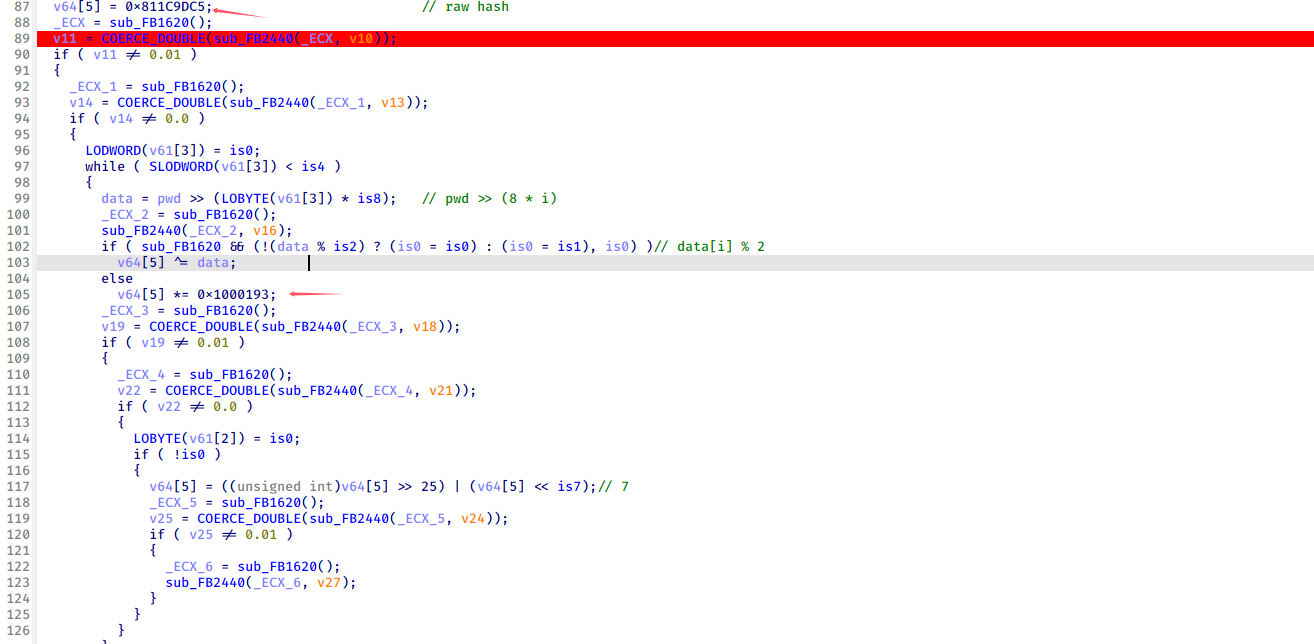 87 v64[5] = 0×811C9DC5; // raw hash
88 _ECX = sub_FB1620();
89 v11 = COERCE_DOUBLE(sub_FB2440(_ECX, v10));
90 if ( v11 ≠ 0.01 )
91 {
92 _ECX_1 = sub_FB1620();
93 v14 = COERCE_DOUBLE(sub_FB2440(_ECX_1, v13));
94 if ( v14 ≠ 0.0 )
95 {
96 LODWORD(v61[3]) = is0;
97 while ( SLODWORD(v61[3]) < is4 )
98 {
99 data = pwd >> (LOBYTE(v61[3]) * is8); // pwd >> (8 * i)
100 _ECX_2 = sub_FB1620();
101 sub_FB2440(_ECX_2, v16);
102 if ( sub_FB1620 && (!(data % is2) ? (is0 = is0) : (is0 = is1), is0) )// data[i] % 2
103 v64[5] ^= data;
104 else
105 v64[5] *= 0×1000193;
106 _ECX_3 = sub_FB1620();
107 v19 = COERCE_DOUBLE(sub_FB2440(_ECX_3, v18));
108 if ( v19 ≠ 0.01 )
109 {
110 _ECX_4 = sub_FB1620();
111 v22 = COERCE_DOUBLE(sub_FB2440(_ECX_4, v21));
112 if ( v22 ≠ 0.0 )
113 {
114 LOBYTE(v61[2]) = is0;
115 if ( !is0 )
116 {
117 v64[5] = ((unsigned int)v64[5] >> 25) | (v64[5] << is7);// 7
118 _ECX_5 = sub_FB1620();
119 v25 = COERCE_DOUBLE(sub_FB2440(_ECX_5, v24));
120 if ( v25 ≠ 0.01 )
121 {
122 _ECX_6 = sub_FB1620();
123 sub_FB2440(_ECX_6, v27);
124 }
125 }
126 }